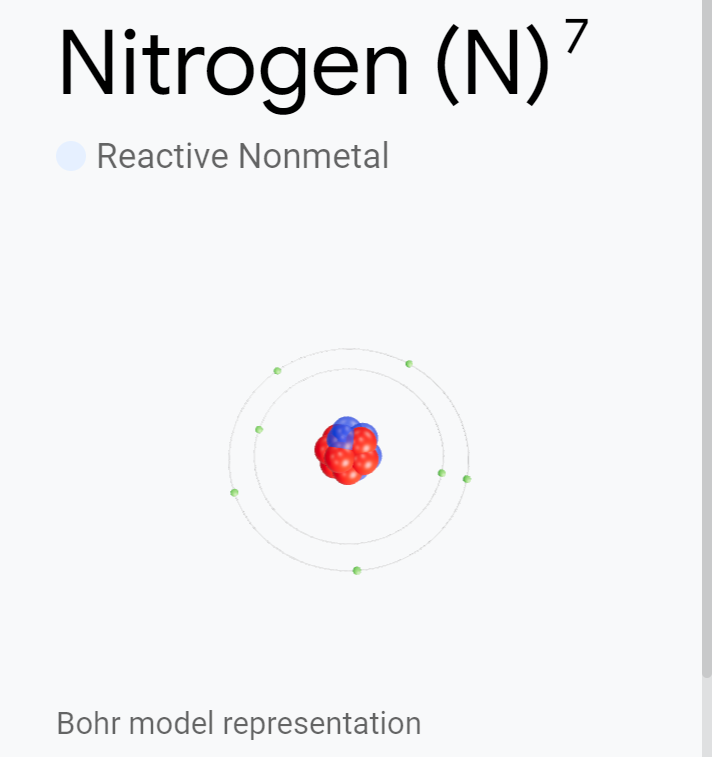 Nitrogen (N)⁷
Reactive Nonmetal
Bohr model representation